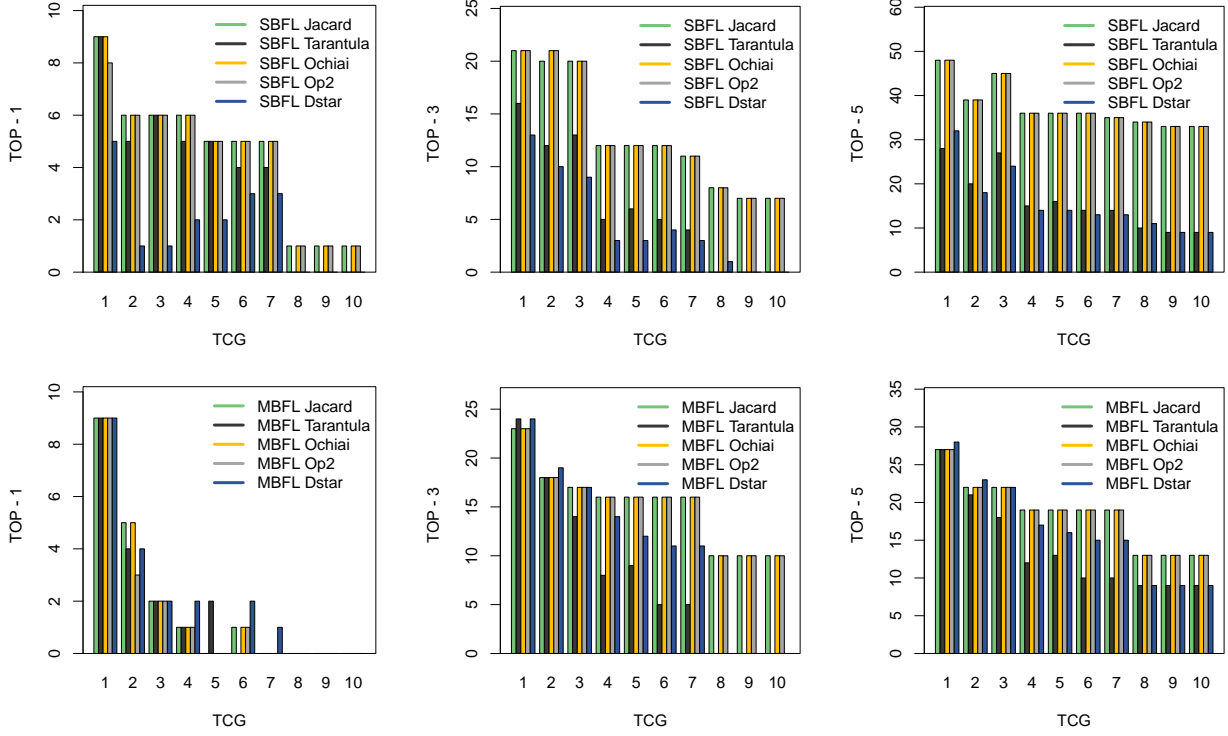 TOP - 1
0 2 4 6 8 10
SBFL Jacard
SBFL Tarantula
SBFL Ochiai
SBFL Op2
SBFL Dstar
1 2 3 4 5 6 7 8 9 10
TCG
TOP - 3
0 5 10 15 20 25
SBFL Jacard
SBFL Tarantula
SBFL Ochiai
SBFL Op2
SBFL Dstar
1 2 3 4 5 6 7 8 9 10
TCG
TOP - 5
0 10 20 30 40 50 60
SBFL Jacard
SBFL Tarantula
SBFL Ochiai
SBFL Op2
SBFL Dstar
1 2 3 4 5 6 7 8 9 10
TCG
TOP - 1
0 2 4 6 8 10
MBFL Jacard
MBFL Tarantula
MBFL Ochiai
MBFL Op2
MBFL Dstar
1 2 3 4 5 6 7 8 9 10
TCG
TOP - 3
0 5 10 15 20 25
MBFL Jacard
MBFL Tarantula
MBFL Ochiai
MBFL Op2
MBFL Dstar
1 2 3 4 5 6 7 8 9 10
TCG
TOP - 5
0 5 10 15 20 25 30 35
MBFL Jacard
MBFL Tarantula
MBFL Ochiai
MBFL Op2
MBFL Dstar
1 2 3 4 5 6 7 8 9 10
TCG